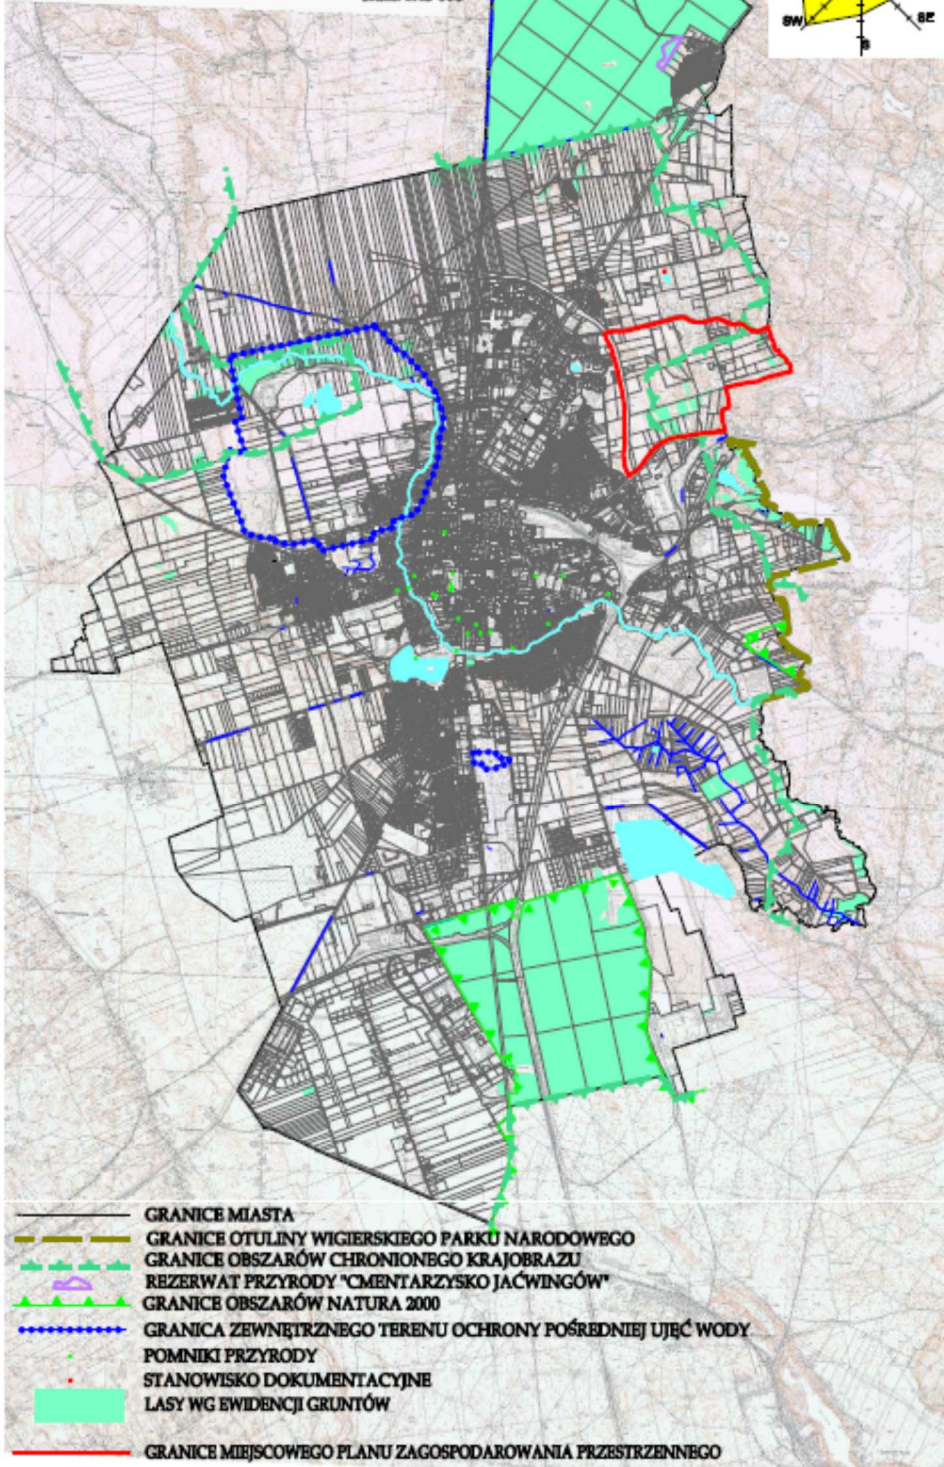 SW
SE
S
GRANICE MIASTA
GRANICE OTULINY WIGIERSKIEGO PARKU NARODOWEGO
GRANICE OBSZARÓW CHRONIONEGO KRAJOBRAZU
REZERWAT PRZYRODY "CMENTARZYSKO JAĆWINGÓW"
GRANICE OBSZARÓW NATURA 2000
GRANICA ZEWNĘTRZNEGO TERENU OCHRONY POŚREDNIEJ UJĘĆ WODY
POMNIKI PRZYRODY
STANOWISKO DOKUMENTACYJNE
LASY WG EWIDENCJI GRUNTÓW
GRANICE MIEJSCOWEGO PLANU ZAGOSPODAROWANIA PRZESTRZENNEGO